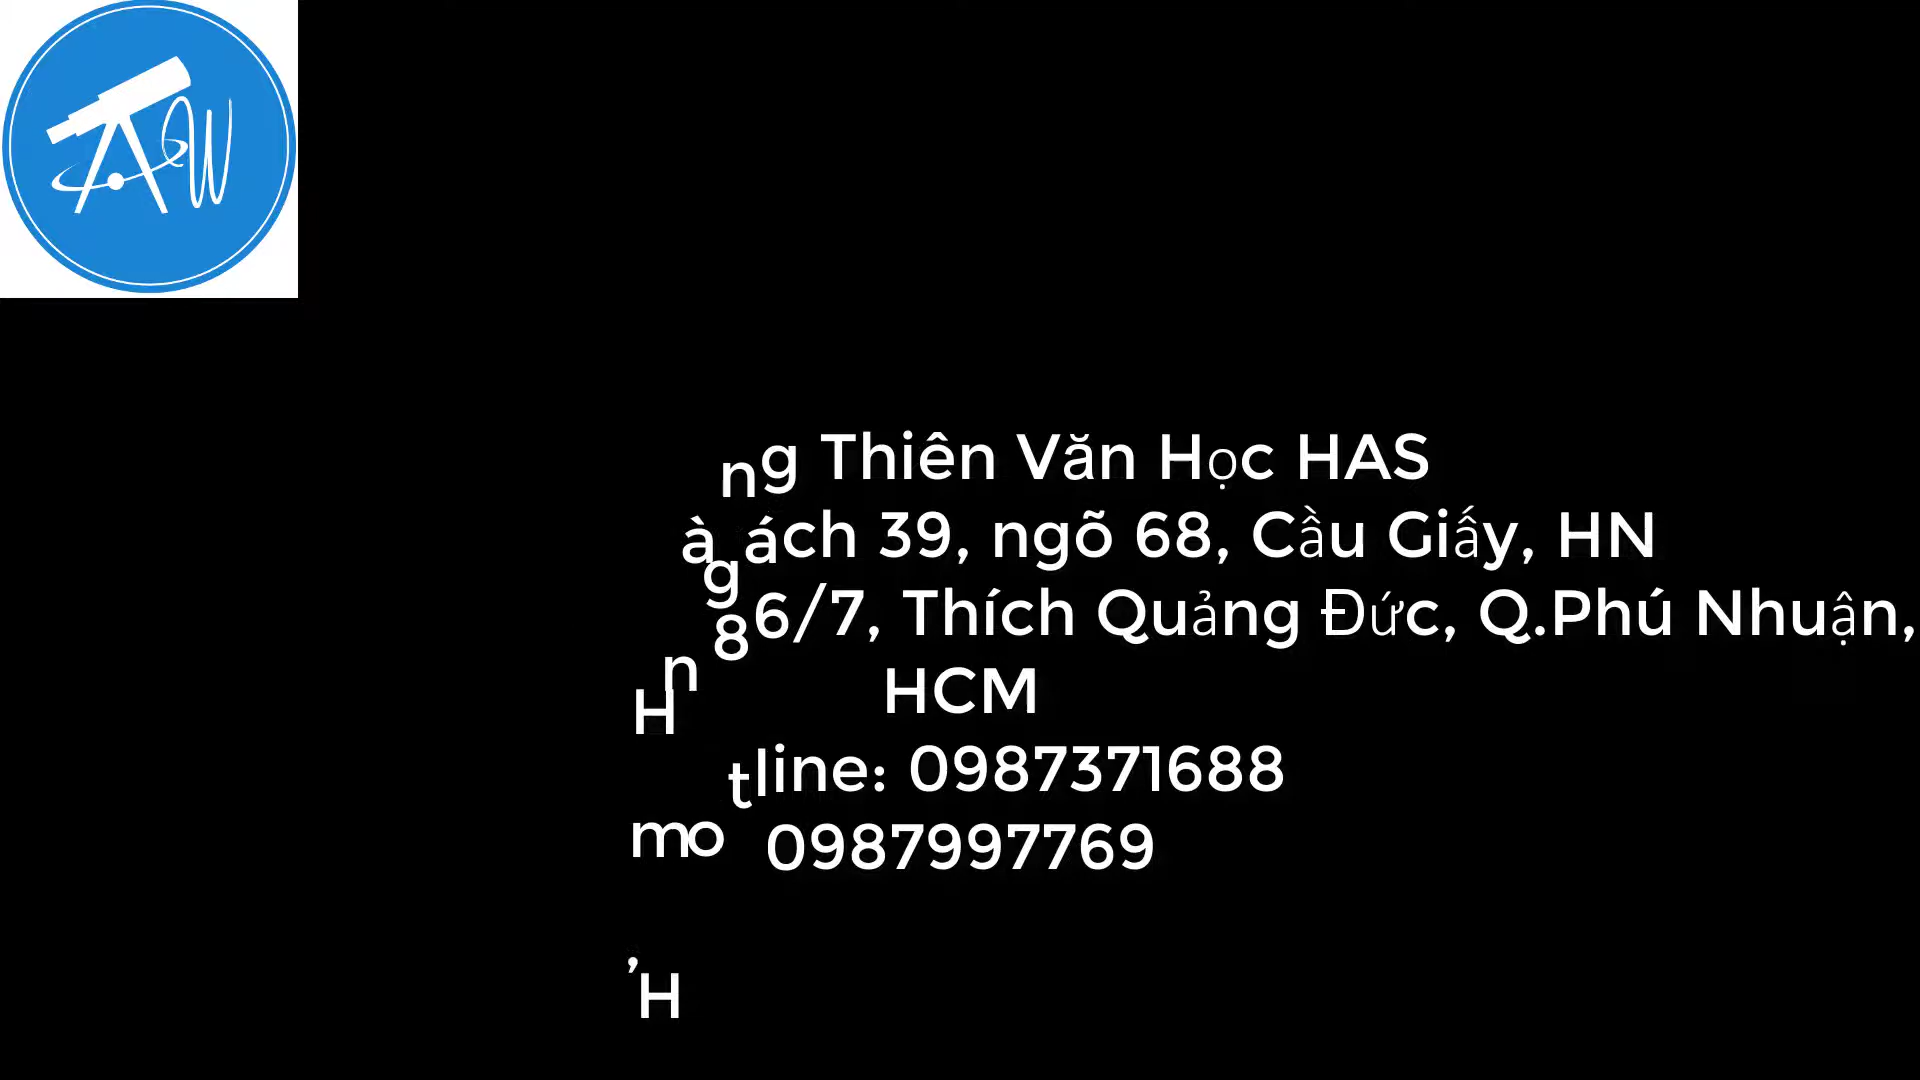 ng Thiên Văn Học HAS
à ách 39, ngõ 68, Cầu Giấy, HN
g
86/7, Thích Quảng Đức, Q.Phú Nhuận,
n
H HCM
tline: 0987371688
mo 0987997769
,H
AW